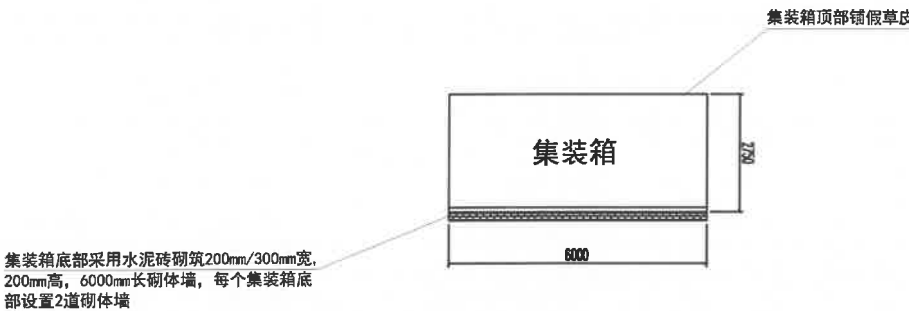 集装箱顶部铺假草皮
集装箱
2750
6000
集装箱底部采用水泥砖砌筑200mm/300mm宽,
200mm高, 6000mm长砌体墙, 每个集装箱底
部设置2道砌体墙